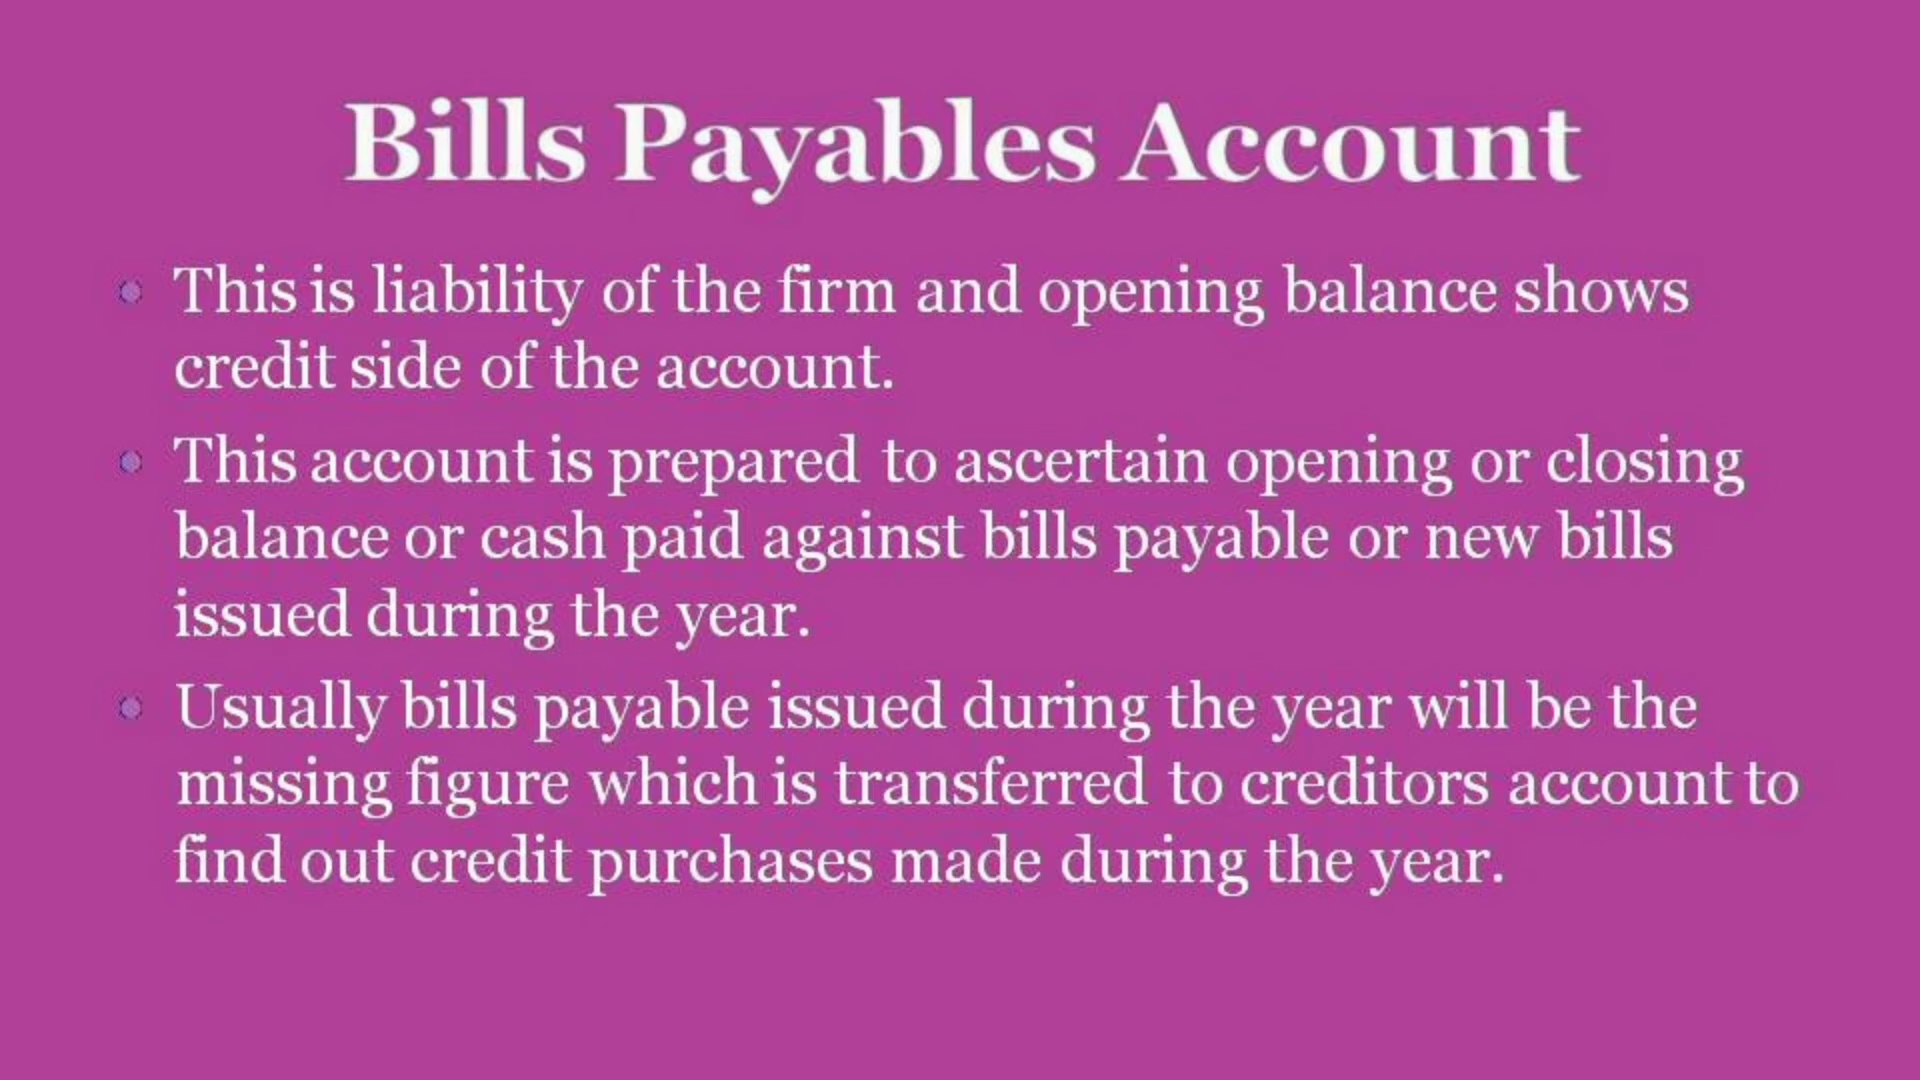 Bills Payables Account
This is liability of the firm and opening balance shows
credit side of the account.
This account is prepared to ascertain opening or closing
balance or cash paid against bills payable or new bills
issued during the year.
Usually bills payable issued during the year will be the
missing figure which is transferred to creditors account to
find out credit purchases made during the year.